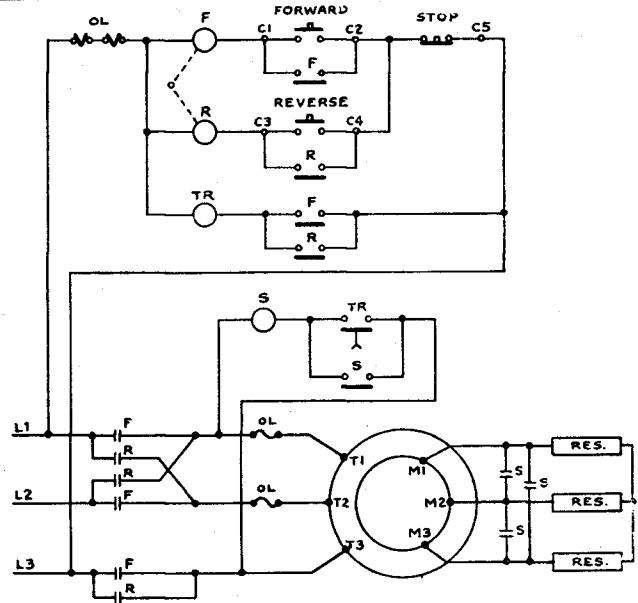 FORWARD
OL F C1 C2 STOP C5
F
REVERSE
R C3 C4
R
TR F
R
S TR
S
L1 F OL
R T1 M1 RES.
R S S
L2 F OL T2 M2 RES.
M3 S
T3
L3 F RES.
R